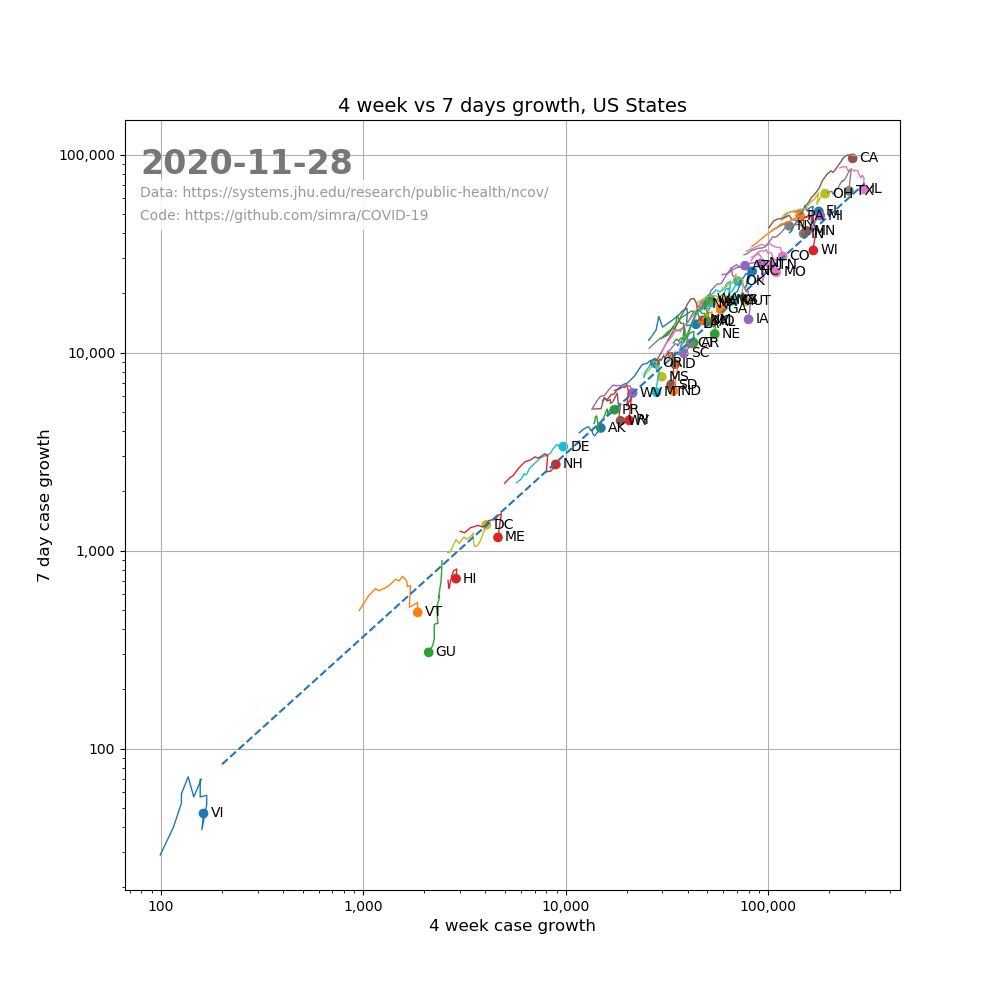 4 week vs 7 days growth, US States
2020-11-28
Data: https://systems.jhu.edu/research/public-health/ncov/
Code: https://github.com/simra/COVID-19
100,000
10,000
1,000
100
7 day case growth
CA
OH
TX
IL
PA
FL
MI
NY
IN
MN
WI
CO
AZ
TN
NC
MO
OK
UT
GA
IA
NE
AR
SC
OR
ID
MS
SD
MT
ND
WV
PR
WY
RI
AK
DE
NH
DC
ME
HI
VT
GU
VI
100
1,000
10,000
100,000
4 week case growth